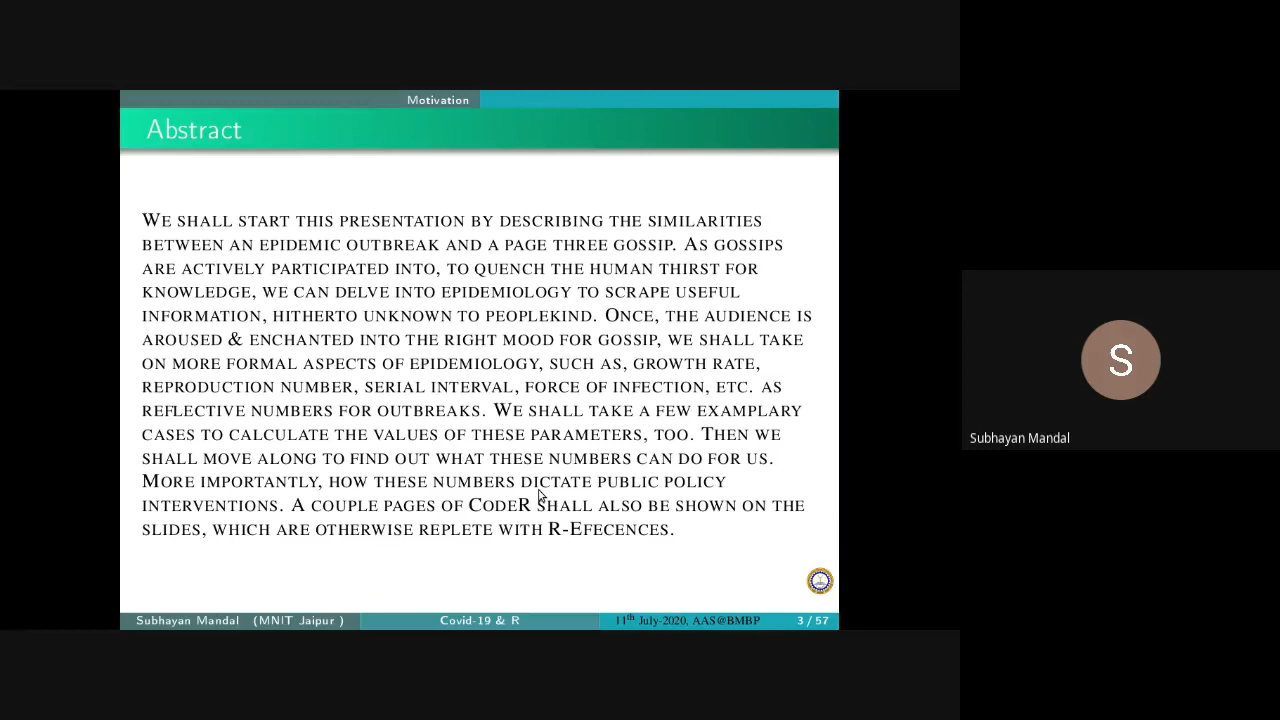 Motivation
Abstract
WE SHALL START THIS PRESENTATION BY DESCRIBING THE SIMILARITIES
BETWEEN AN EPIDEMIC OUTBREAK AND A PAGE THREE GOSSIP. AS GOSSIPS
ARE ACTIVELY PARTICIPATED INTO, TO QUENCH THE HUMAN THIRST FOR
KNOWLEDGE, WE CAN DELVE INTO EPIDEMIOLOGY TO SCRAPE USEFUL
INFORMATION, HITHERTO UNKNOWN TO PEOPLEKIND. ONCE, THE AUDIENCE IS
AROUSED & ENCHANTED INTO THE RIGHT MOOD FOR GOSSIP, WE SHALL TAKE
ON MORE FORMAL ASPECTS OF EPIDEMIOLOGY, SUCH AS, GROWTH RATE,
REPRODUCTION NUMBER, SERIAL INTERVAL, FORCE OF INFECTION, ETC. AS
REFLECTIVE NUMBERS FOR OUTBREAKS. WE SHALL TAKE A FEW EXAMPLARY
CASES TO CALCULATE THE VALUES OF THESE PARAMETERS, TOO. THEN WE
SHALL MOVE ALONG TO FIND OUT WHAT THESE NUMBERS CAN DO FOR US.
MORE IMPORTANTLY, HOW THESE NUMBERS DICTATE PUBLIC POLICY
INTERVENTIONS. A COUPLE PAGES OF CODER SHALL ALSO BE SHOWN ON THE
SLIDES, WHICH ARE OTHERWISE REPLETE WITH R-EFECENCES.
Subhayan Mandal (MNIT Jaipur ) Covid-19 & R 11th July-2020, AAS@BMBP 3 / 57
S
Subhayan Mandal